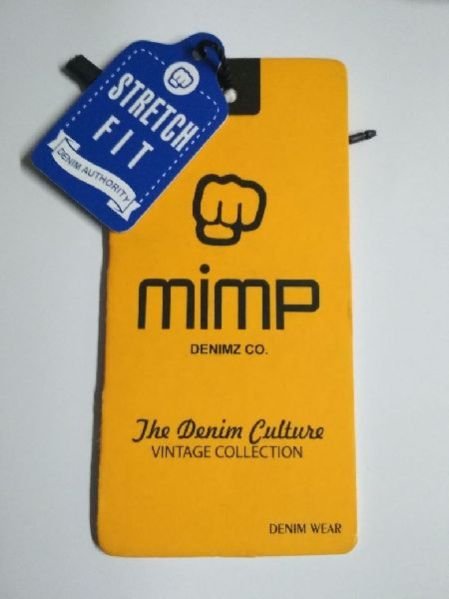 STRETCH
FIT
DENIM AUTHORITY
mimp
DENIMZ CO.
The Denim Culture
VINTAGE COLLECTION
DENIM WEAR